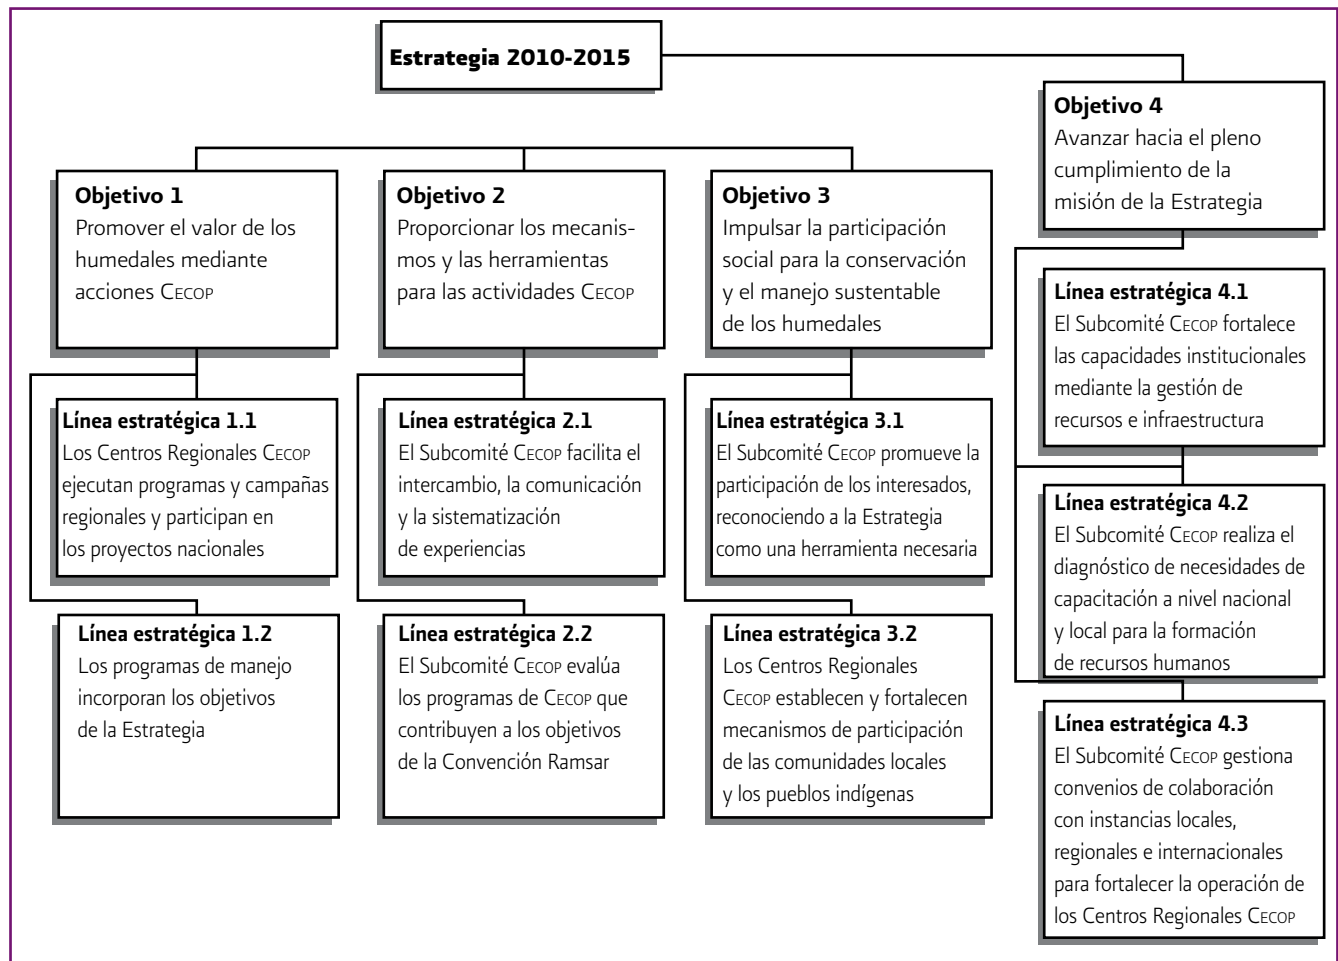 Estrategia 2010-2015
Objetivo 1
Promover el valor de los
humedales mediante
acciones CECOP
Línea estratégica 1.1
Los Centros Regionales CECOP
ejecutan programas y campañas
regionales y participan en
los proyectos nacionales
Línea estratégica 1.2
Los programas de manejo
incorporan los objetivos
de la Estrategia
Objetivo 2
Proporcionar los mecanis-
mos y las herramientas
para las actividades CECOP
Línea estratégica 2.1
El Subcomité CECOP facilita el
intercambio, la comunicación
y la sistematización
de experiencias
Línea estratégica 2.2
El Subcomité CECOP evalúa
los programas de CECOP que
contribuyen a los objetivos
de la Convención Ramsar
Objetivo 3
Impulsar la participación
social para la conservación
y el manejo sustentable
de los humedales
Línea estratégica 3.1
El Subcomité CECOP promueve la
participación de los interesados,
reconociendo a la Estrategia
como una herramienta necesaria
Línea estratégica 3.2
Los Centros Regionales
CECOP establecen y fortalecen
mecanismos de participación
de las comunidades locales
y los pueblos indígenas
Objetivo 4
Avanzar hacia el pleno
cumplimiento de la
misión de la Estrategia
Línea estratégica 4.1
El Subcomité CECOP fortalece
las capacidades institucionales
mediante la gestión de
recursos e infraestructura
Línea estratégica 4.2
El Subcomité CECOP realiza el
diagnóstico de necesidades de
capacitación a nivel nacional
y local para la formación
de recursos humanos
Línea estratégica 4.3
El Subcomité CECOP gestiona
convenios de colaboración
con instancias locales,
regionales e internacionales
para fortalecer la operación de
los Centros Regionales CECOP